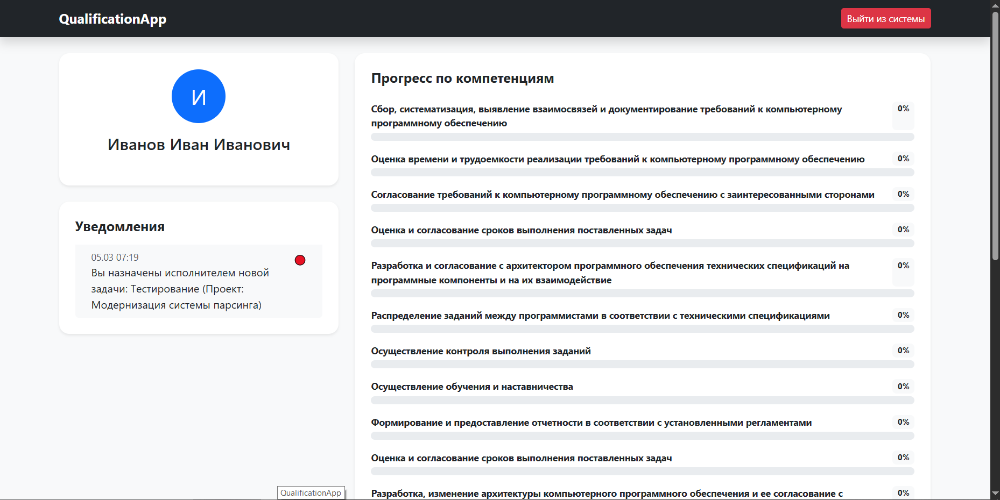 QualificationApp
Выйти из системы
И
Иванов Иван Иванович
Уведомления
05.03 07:19
Вы назначены исполнителем новой
задачи: Тестирование (Проект:
Модернизация системы парсинга)
Прогресс по компетенциям
Сбор, систематизация, выявление взаимосвязей и документирование требований к компьютерному
программному обеспечению
0%
Оценка времени и трудоемкости реализации требований к компьютерному программному обеспечению
0%
Согласование требований к компьютерному программному обеспечению с заинтересованными сторонами
0%
Оценка и согласование сроков выполнения поставленных задач
0%
Разработка и согласование с архитектором программного обеспечения технических спецификаций на
программные компоненты и на их взаимодействие
0%
Распределение заданий между программистами в соответствии с техническими спецификациями
0%
Осуществление контроля выполнения заданий
0%
Осуществление обучения и наставничества
0%
Формирование и предоставление отчетности в соответствии с установленными регламентами
0%
Оценка и согласование сроков выполнения поставленных задач
0%
Разработка, изменение архитектуры компьютерного программного обеспечения и ее согласование с
0%
QualificationApp